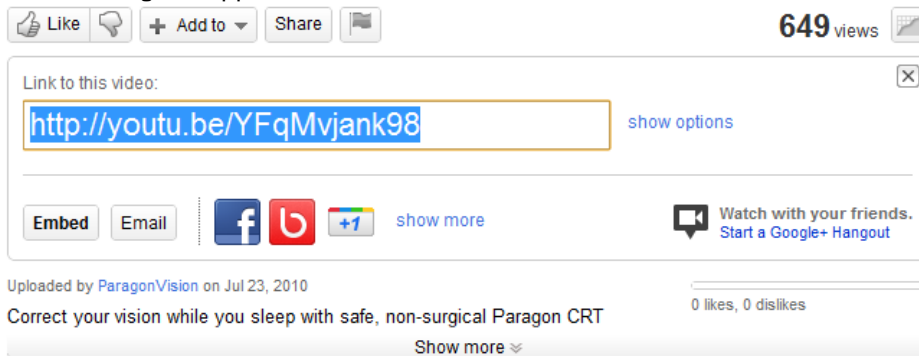 Like Add to Share 649 views
Link to this video:
http://youtu.be/YFqMvjank98 show options
Embed Email f b +1 show more Watch with your friends.
Start a Google+ Hangout
Uploaded by ParagonVision on Jul 23, 2010
0 likes, 0 dislikes
Correct your vision while you sleep with safe, non-surgical Paragon CRT
Show more